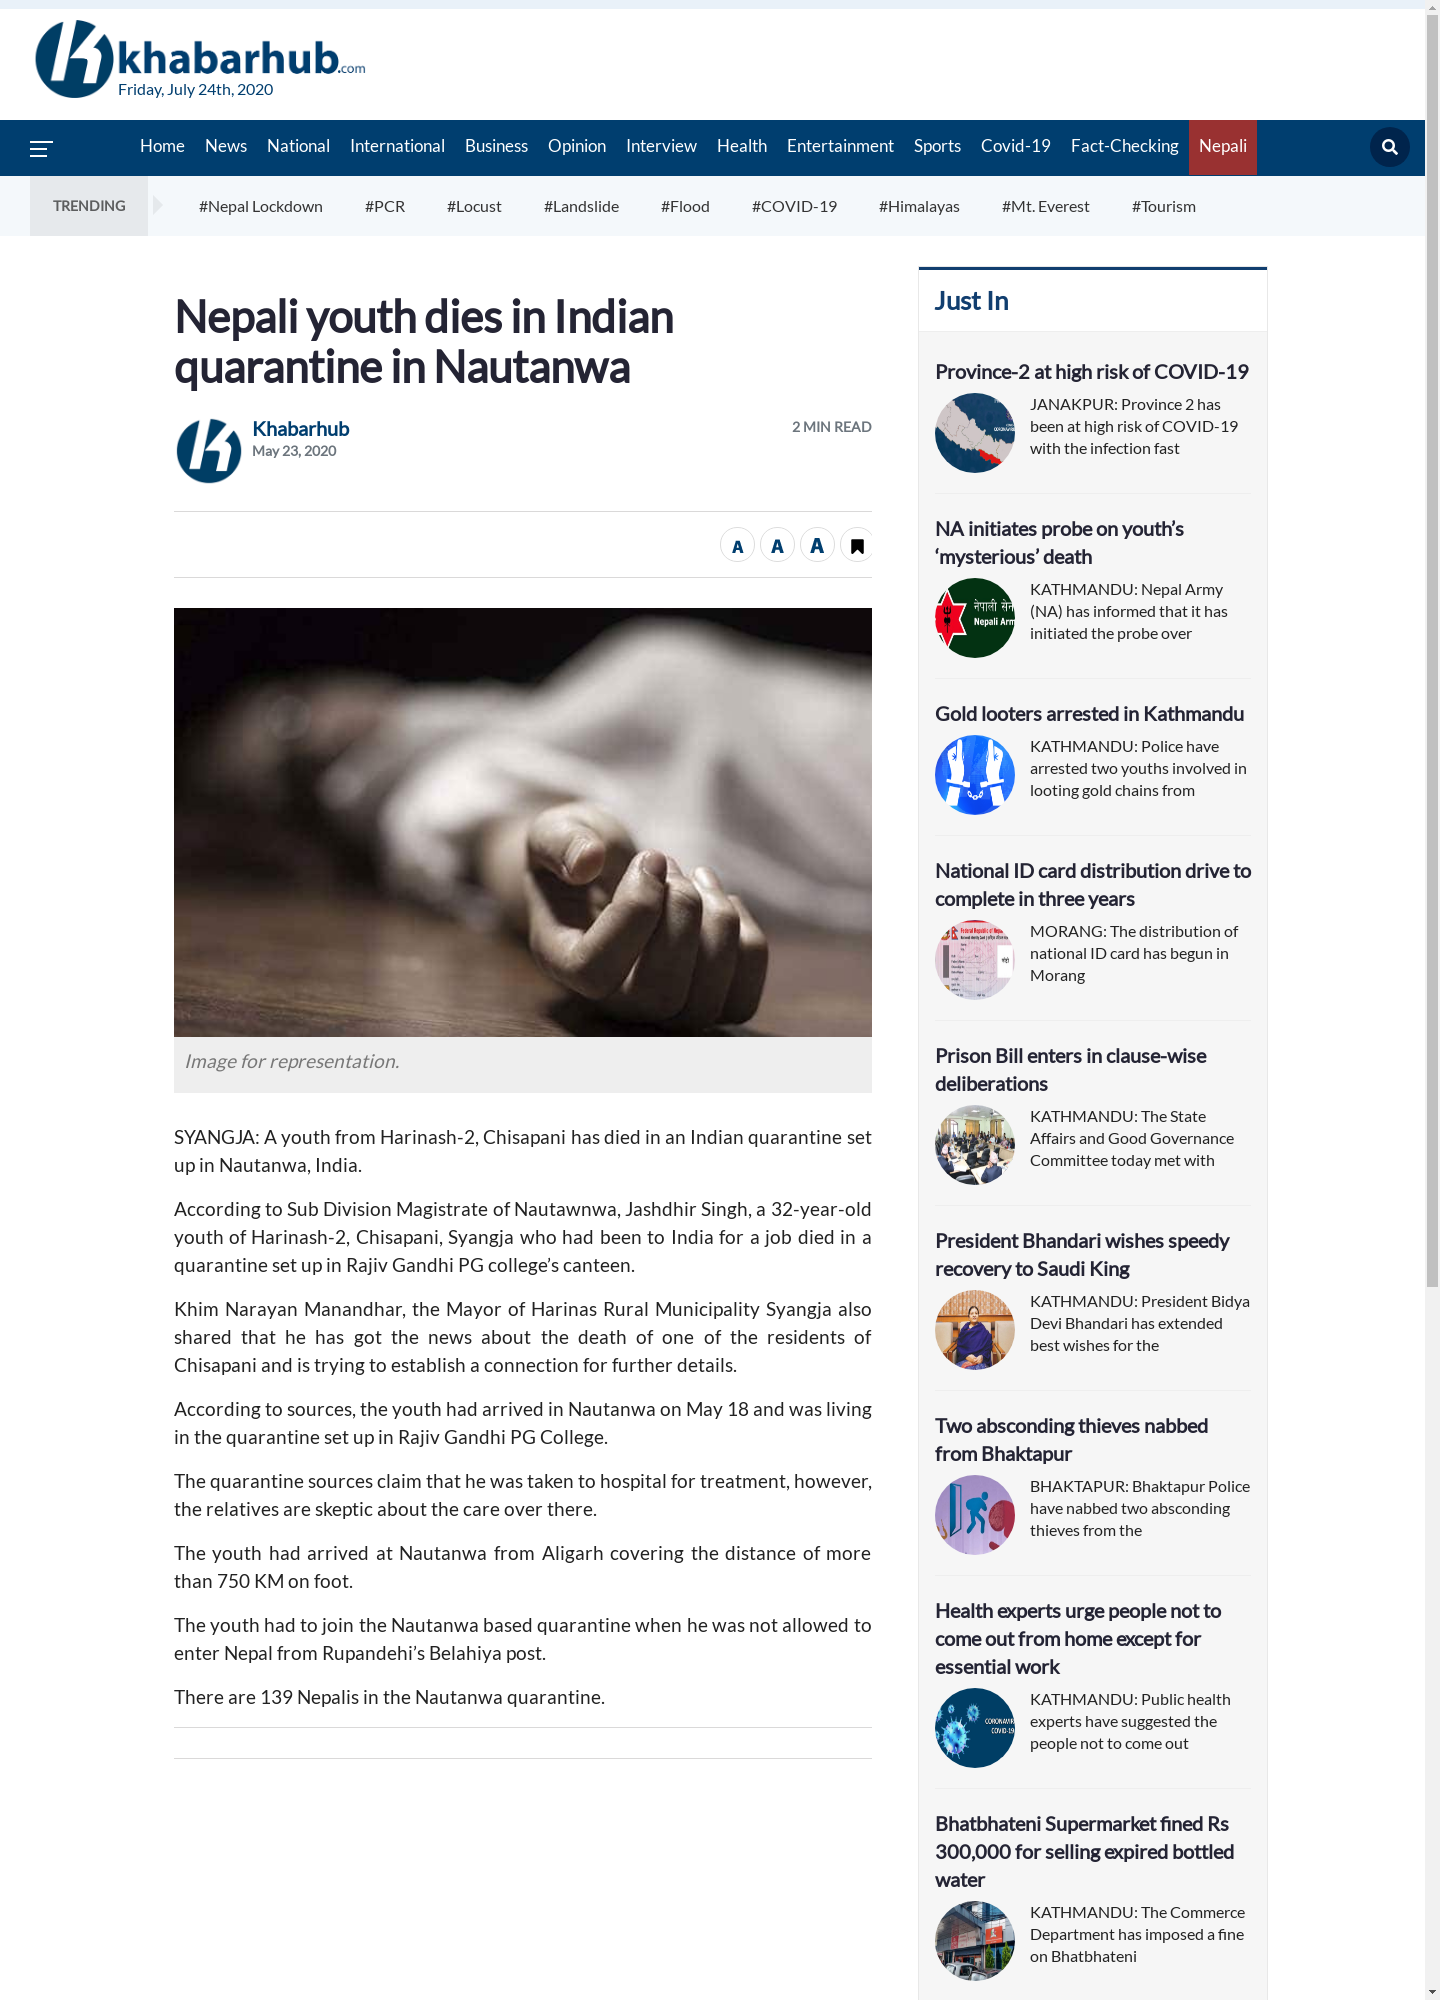 khabarhub.com
Friday, July 24th, 2020
Home News National International Business Opinion Interview Health Entertainment Sports Covid-19 Fact-Checking Nepali
TRENDING #Nepal Lockdown #PCR #Locust #Landslide #Flood #COVID-19 #Himalayas #Mt. Everest #Tourism
Nepali youth dies in Indian
quarantine in Nautanwa
Khabarhub
May 23, 2020
2 MIN READ
A A A
Image for representation.
SYANGJA: A youth from Harinash-2, Chisapani has died in an Indian quarantine set
up in Nautanwa, India.
According to Sub Division Magistrate of Nautawnwa, Jashdhir Singh, a 32-year-old
youth of Harinash-2, Chisapani, Syangja who had been to India for a job died in a
quarantine set up in Rajiv Gandhi PG college’s canteen.
Khim Narayan Manandhar, the Mayor of Harinas Rural Municipality Syangja also
shared that he has got the news about the death of one of the residents of
Chisapani and is trying to establish a connection for further details.
According to sources, the youth had arrived in Nautanwa on May 18 and was living
in the quarantine set up in Rajiv Gandhi PG College.
The quarantine sources claim that he was taken to hospital for treatment, however,
the relatives are skeptic about the care over there.
The youth had arrived at Nautanwa from Aligarh covering the distance of more
than 750 KM on foot.
The youth had to join the Nautanwa based quarantine when he was not allowed to
enter Nepal from Rupandehi’s Belahiya post.
There are 139 Nepalis in the Nautanwa quarantine.
Just In
Province-2 at high risk of COVID-19
JANAKPUR: Province 2 has
been at high risk of COVID-19
with the infection fast
NA initiates probe on youth’s
‘mysterious’ death
नेपाली सेन
Nepali Arm
KATHMANDU: Nepal Army
(NA) has informed that it has
initiated the probe over
Gold looters arrested in Kathmandu
KATHMANDU: Police have
arrested two youths involved in
looting gold chains from
National ID card distribution drive to
complete in three years
MORANG: The distribution of
national ID card has begun in
Morang
Prison Bill enters in clause-wise
deliberations
KATHMANDU: The State
Affairs and Good Governance
Committee today met with
President Bhandari wishes speedy
recovery to Saudi King
KATHMANDU: President Bidya
Devi Bhandari has extended
best wishes for the
Two absconding thieves nabbed
from Bhaktapur
BHAKTAPUR: Bhaktapur Police
have nabbed two absconding
thieves from the
Health experts urge people not to
come out from home except for
essential work
CORONAVIR
COVID-19
KATHMANDU: Public health
experts have suggested the
people not to come out
Bhatbhateni Supermarket fined Rs
300,000 for selling expired bottled
water
KATHMANDU: The Commerce
Department has imposed a fine
on Bhatbhateni